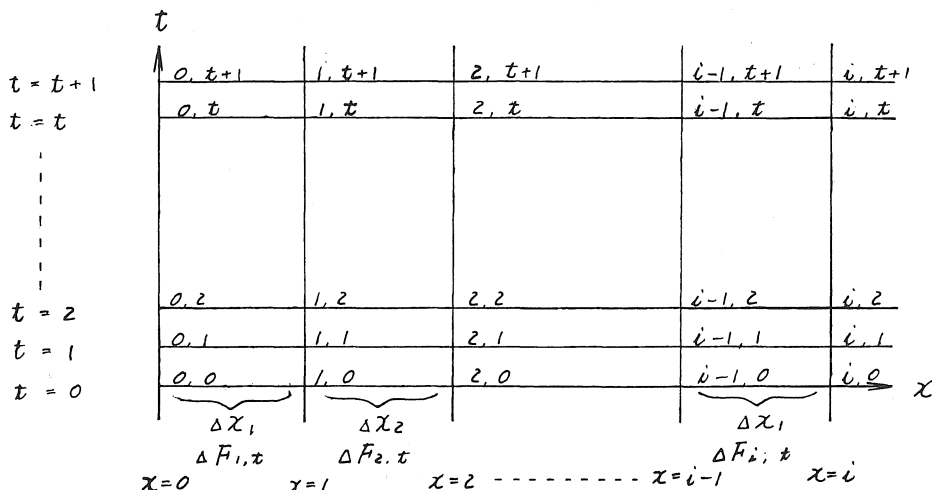 t
t = t+1 0, t+1 1, t+1 2, t+1 i-1, t+1 i, t+1
t = t 0, t 1, t 2, t i-1, t i, t
t = 2 0, 2 1, 2 2, 2 i-1, 2 i, 2
t = 1 0, 1 1, 1 2, 1 i-1, 1 i, 1
t = 0 0, 0 1, 0 2, 0 i-1, 0 i, 0 x
Δx₁ Δx₂ Δx₁
ΔF₁,t ΔF₂,t ΔFi,t
x=0 x=1 x=2 --------- x=i-1 x=i